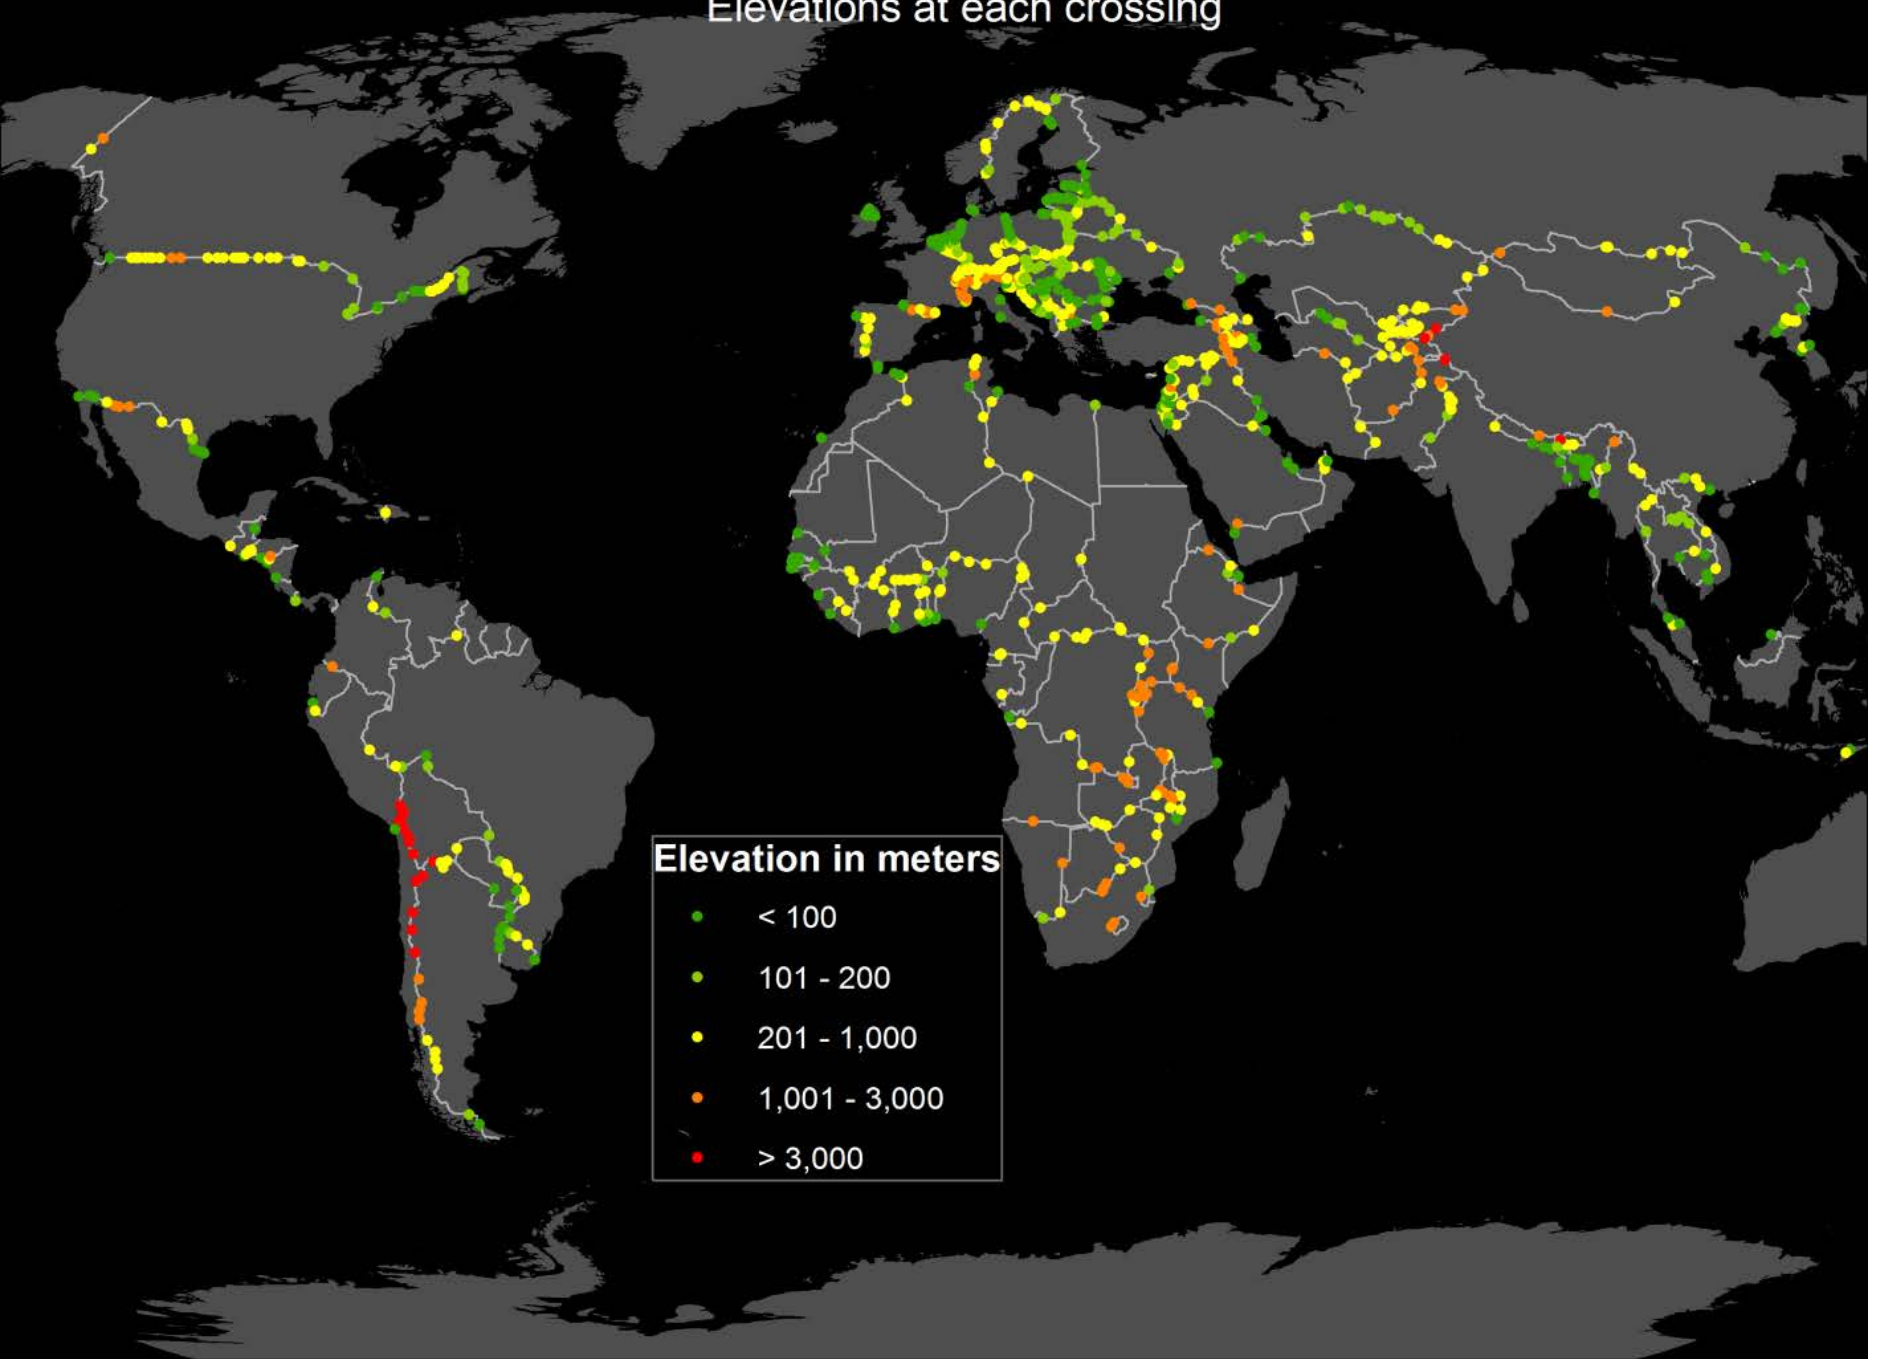 Elevations at each crossing
Elevation in meters
< 100
101 - 200
201 - 1,000
1,001 - 3,000
> 3,000